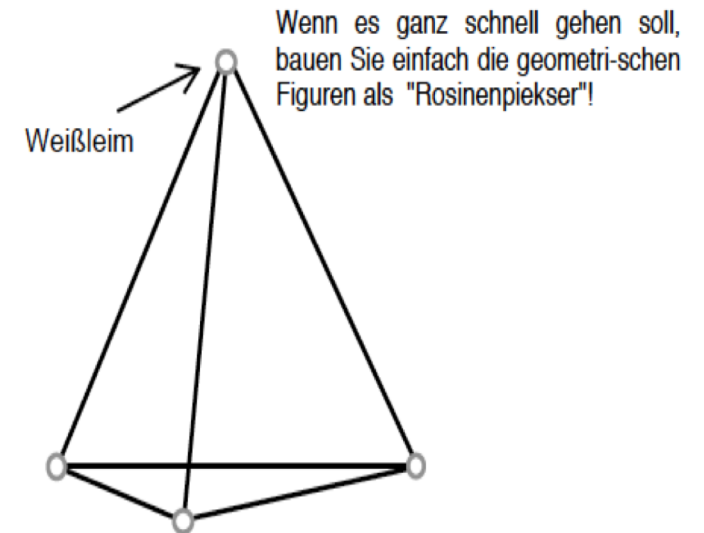 Wenn es ganz schnell gehen soll,
bauen Sie einfach die geometri-schen
Figuren als "Rosinenpiekser"!
Weißleim